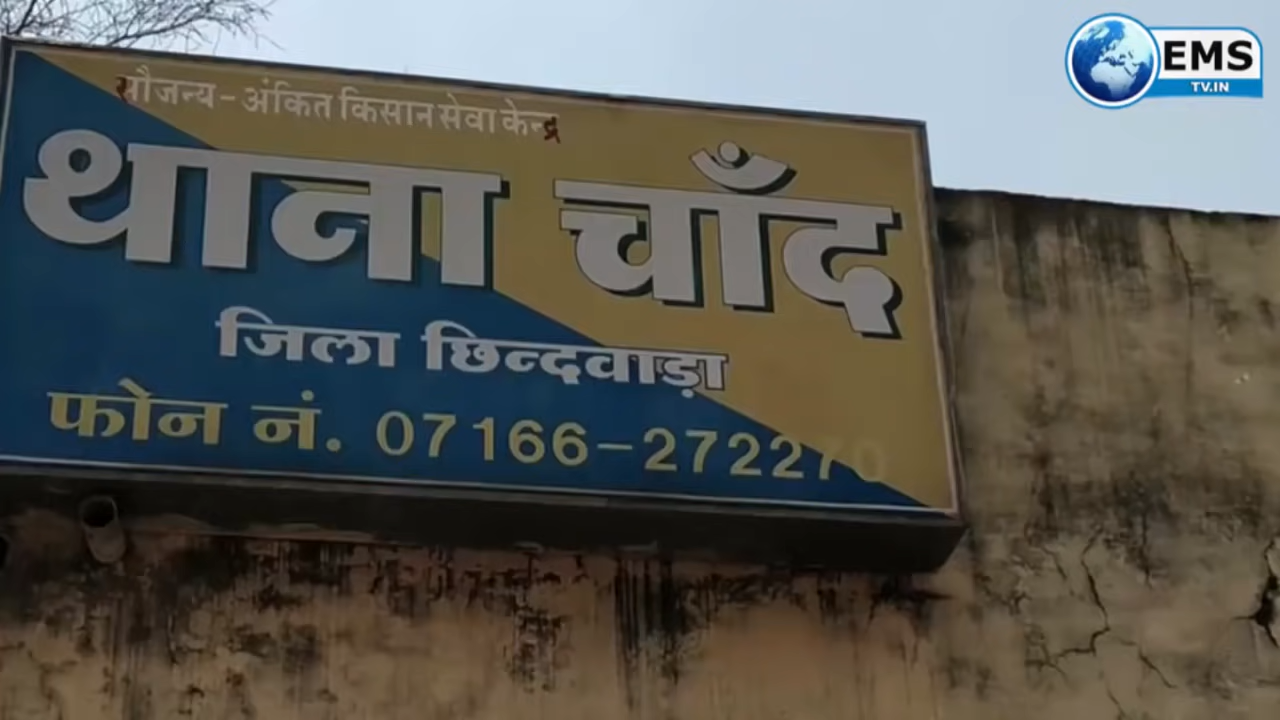 सौजन्य - अंकित किसान सेवा केन्द्र
थाना चाँद
जिला छिन्दवाड़ा
फोन नं. 07166-272270
EMS
TV.IN